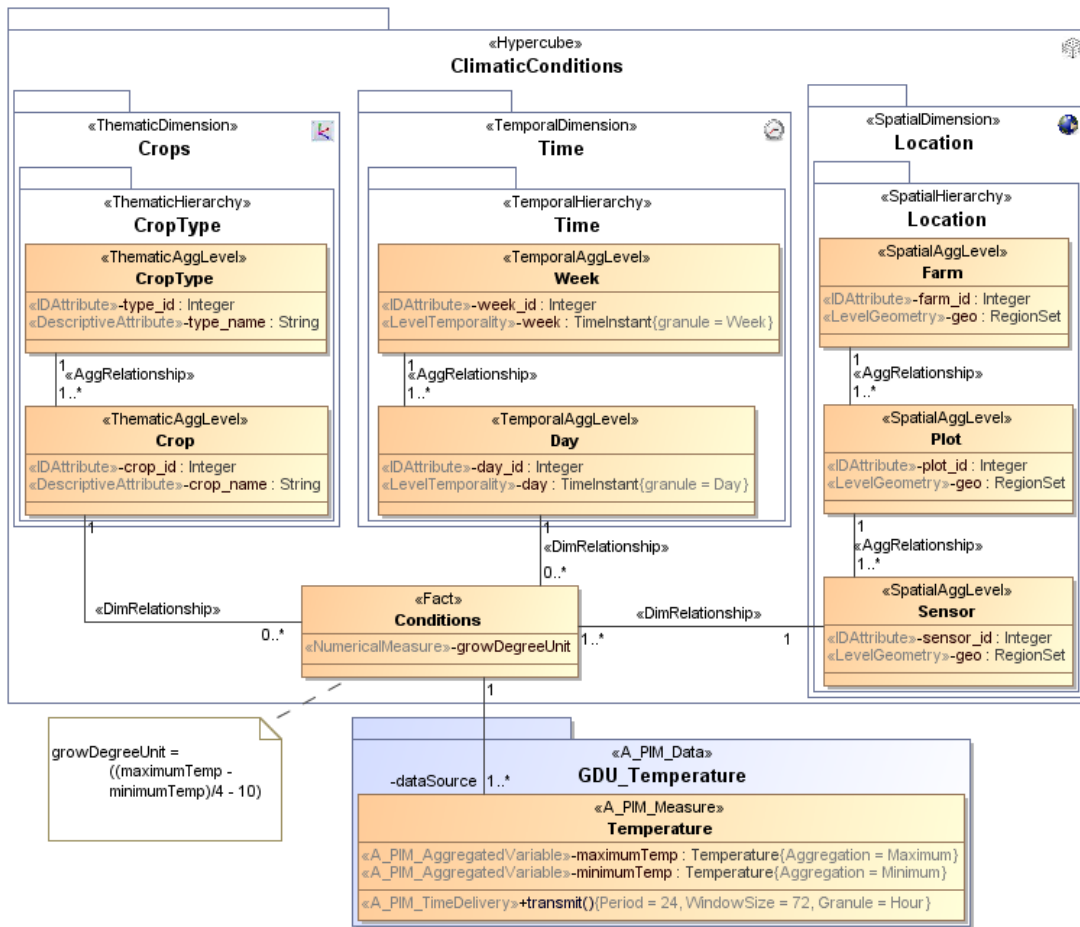 «Hypercube»
ClimaticConditions
«ThematicDimension»
Crops
«ThematicHierarchy»
CropType
«ThematicAggLevel»
CropType
«IDAttribute»-type_id : Integer
«DescriptiveAttribute»-type_name : String
1
«AggRelationship»
1..*
«ThematicAggLevel»
Crop
«IDAttribute»-crop_id : Integer
«DescriptiveAttribute»-crop_name : String
1
«DimRelationship»
0..*
«TemporalDimension»
Time
«TemporalHierarchy»
Time
«TemporalAggLevel»
Week
«IDAttribute»-week_id : Integer
«LevelTemporality»-week : TimeInstant{granule = Week}
1
«AggRelationship»
1..*
«TemporalAggLevel»
Day
«IDAttribute»-day_id : Integer
«LevelTemporality»-day : TimeInstant{granule = Day}
1
«DimRelationship»
0..*
«SpatialDimension»
Location
«SpatialHierarchy»
Location
«SpatialAggLevel»
Farm
«IDAttribute»-farm_id : Integer
«LevelGeometry»-geo : RegionSet
1
«AggRelationship»
1..*
«SpatialAggLevel»
Plot
«IDAttribute»-plot_id : Integer
«LevelGeometry»-geo : RegionSet
1
«AggRelationship»
1..*
«SpatialAggLevel»
Sensor
«IDAttribute»-sensor_id : Integer
«LevelGeometry»-geo : RegionSet
«DimRelationship»
1..*
1
«Fact»
Conditions
«NumericalMeasure»-growDegreeUnit
1
-dataSource 1..*
growDegreeUnit =
((maximumTemp -
minimumTemp)/4 - 10)
«A_PIM_Data»
GDU_Temperature
«A_PIM_Measure»
Temperature
«A_PIM_AggregatedVariable»-maximumTemp : Temperature{Aggregation = Maximum}
«A_PIM_AggregatedVariable»-minimumTemp : Temperature{Aggregation = Minimum}
«A_PIM_TimeDelivery»+transmit(){Period = 24, WindowSize = 72, Granule = Hour}